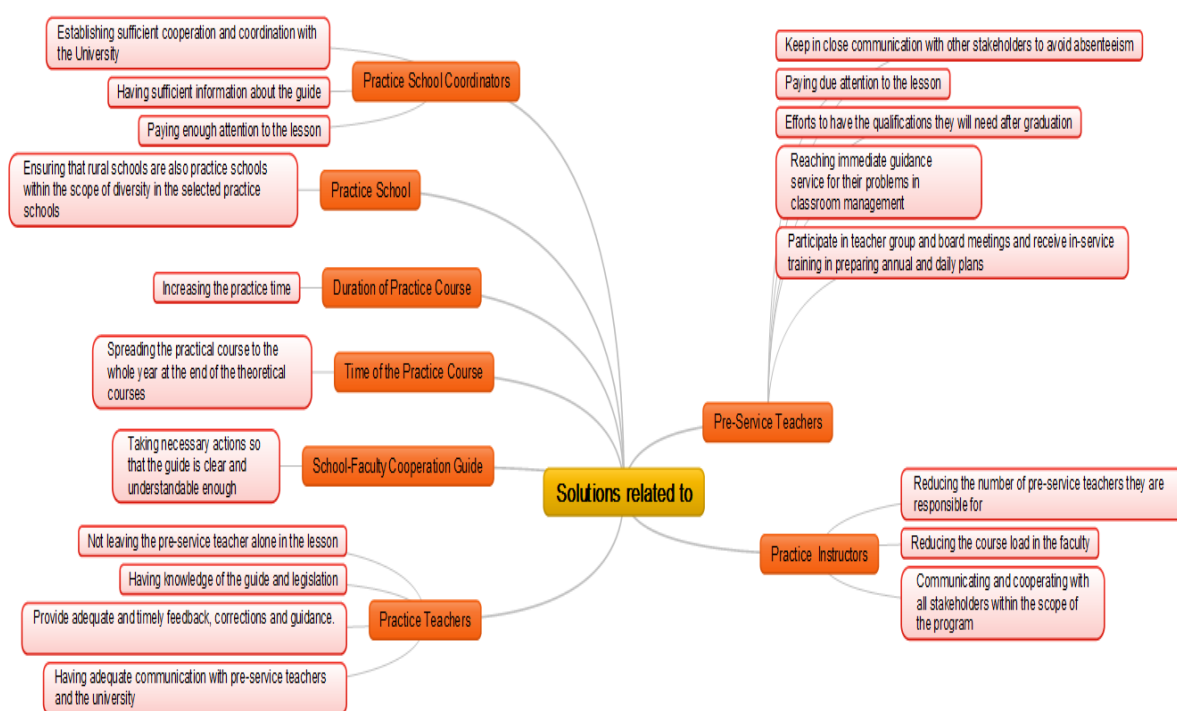 Establishing sufficient cooperation and coordination with
the University
Having sufficient information about the guide
Paying enough attention to the lesson
Practice School Coordinators
Ensuring that rural schools are also practice schools
within the scope of diversity in the selected practice
schools
Practice School
Increasing the practice time
Duration of Practice Course
Spreading the practical course to the
whole year at the end of the theoretical
courses
Time of the Practice Course
Taking necessary actions so
that the guide is clear and
understandable enough
School-Faculty Cooperation Guide
Not leaving the pre-service teacher alone in the lesson
Having knowledge of the guide and legislation
Provide adequate and timely feedback, corrections and guidance.
Having adequate communication with pre-service teachers
and the university
Practice Teachers
Solutions related to
Keep in close communication with other stakeholders to avoid absenteeism
Paying due attention to the lesson
Efforts to have the qualifications they will need after graduation
Reaching immediate guidance
service for their problems in
classroom management
Participate in teacher group and board meetings and receive in-service
training in preparing annual and daily plans
Pre-Service Teachers
Reducing the number of pre-service teachers they are
responsible for
Reducing the course load in the faculty
Communicating and cooperating with
all stakeholders within the scope of
the program
Practice Instructors